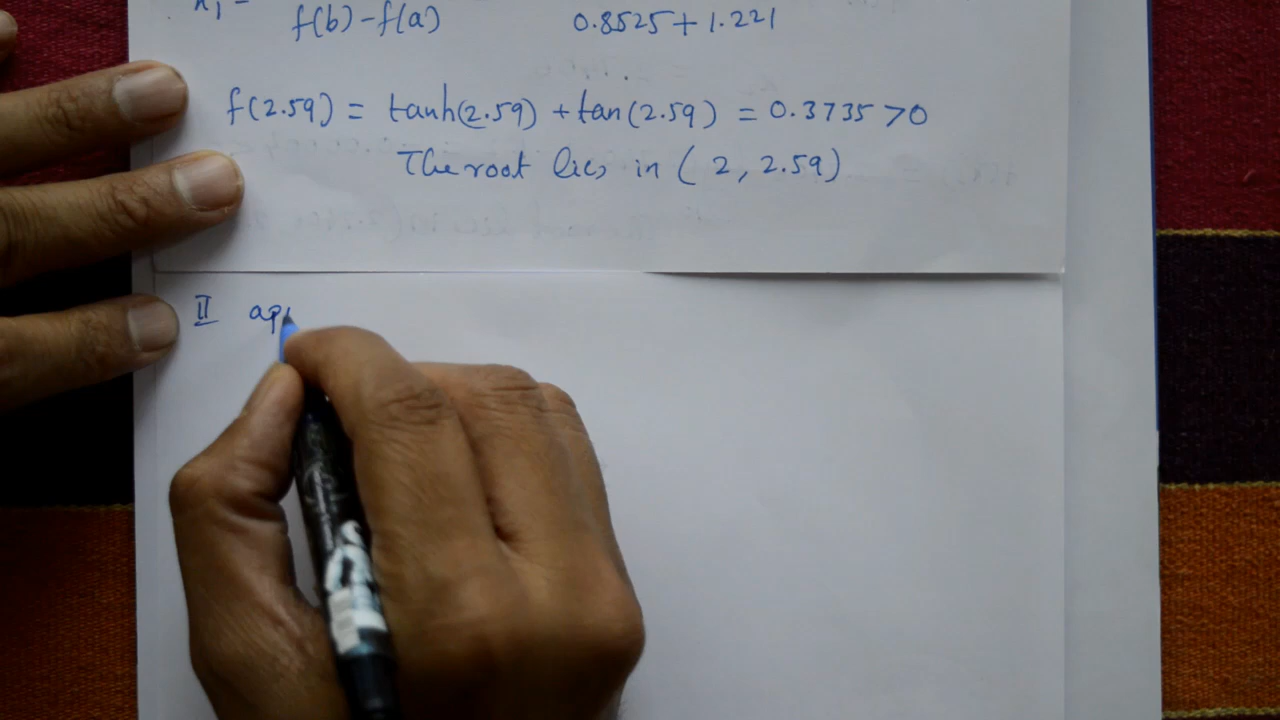 x₁ =
f(b) - f(a) 0.8525 + 1.221
f(2.59) = tanh(2.59) + tan(2.59) = 0.3735 > 0
The root lies in ( 2, 2.59)
II ap